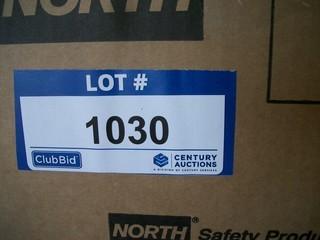 NORTH
LOT #
1030
ClubBid
CENTURY
AUCTIONS
A DIVISION OF CENTURY SERVICES
NORTH® Safety Produ